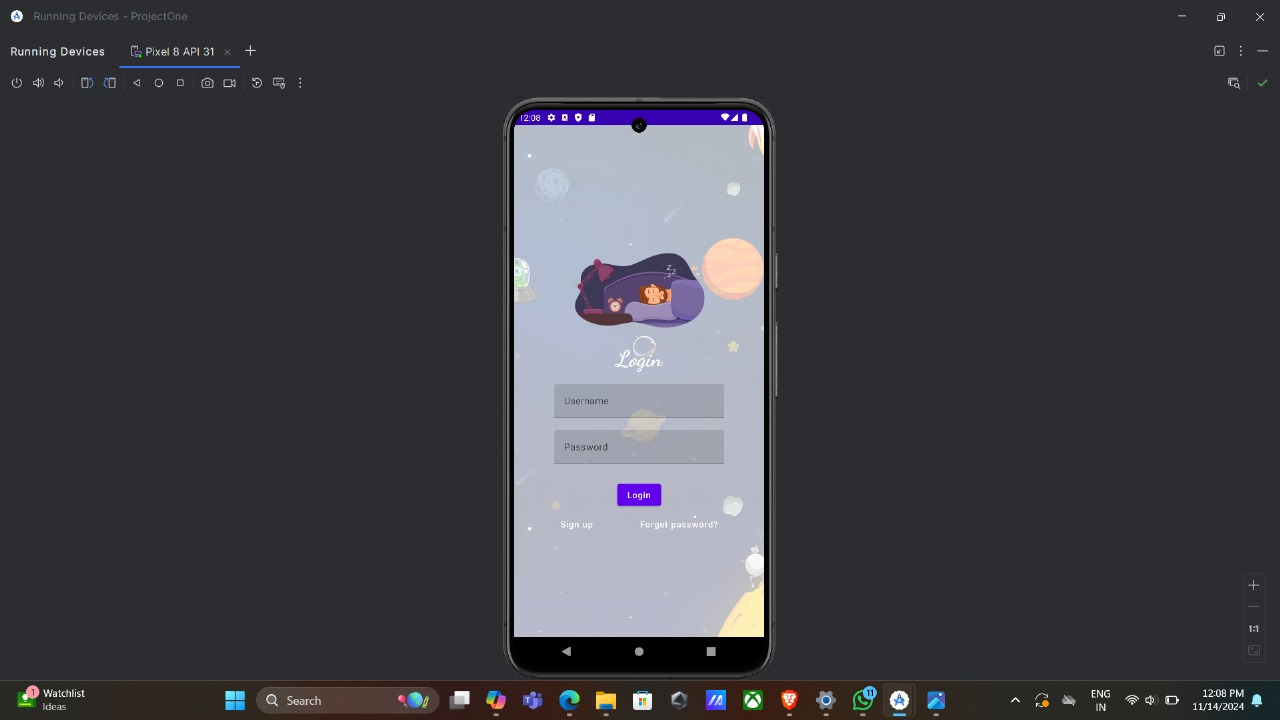 Running Devices - ProjectOne
Running Devices
Pixel 8 API 31
12:08
Z
Z
Z Z
Login
Username
Password
Login
Sign up
Forget password?
1:1
1
Watchlist
Ideas
Search
11
ENG
IN
12:08 PM
11/14/2024